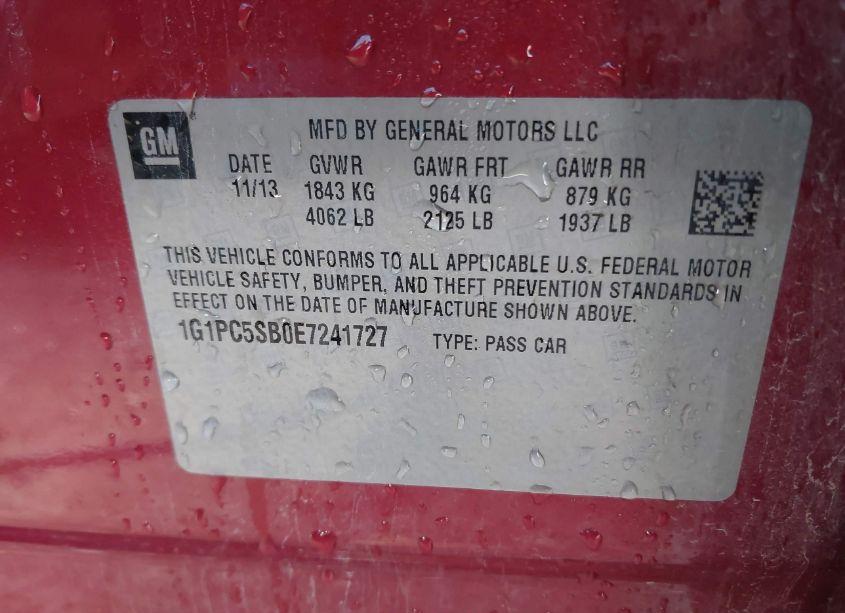 GM
MFD BY GENERAL MOTORS LLC
DATE GVWR GAWR FRT GAWR RR
11/13 1843 KG 964 KG 879 KG
4062 LB 2125 LB 1937 LB
THIS VEHICLE CONFORMS TO ALL APPLICABLE U.S. FEDERAL MOTOR
VEHICLE SAFETY, BUMPER, AND THEFT PREVENTION STANDARDS IN
EFFECT ON THE DATE OF MANUFACTURE SHOWN ABOVE.
1G1PC5SB0E7241727 TYPE: PASS CAR